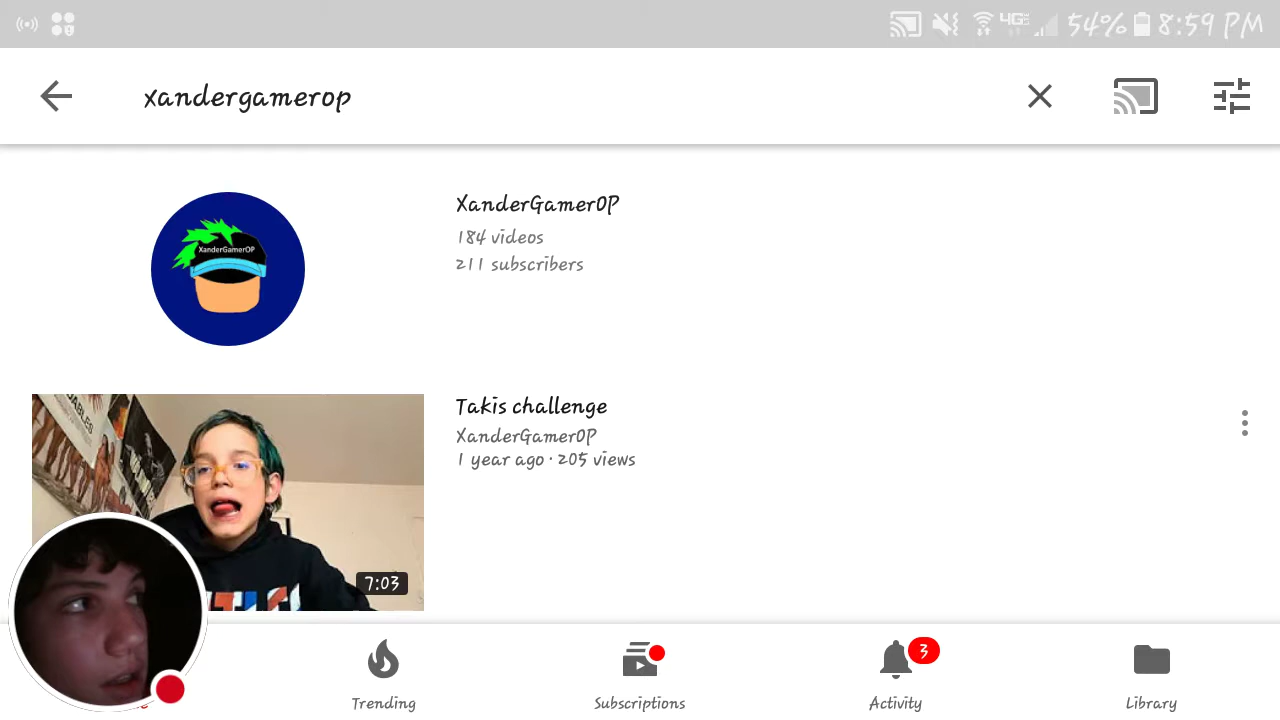 54% 8:59 PM
xandergamerop
XanderGamerOP
XanderGamerOP
184 videos
211 subscribers
Takis challenge
XanderGamerOP
1 year ago · 205 views
7:03
3
Trending
Subscriptions
Activity
Library